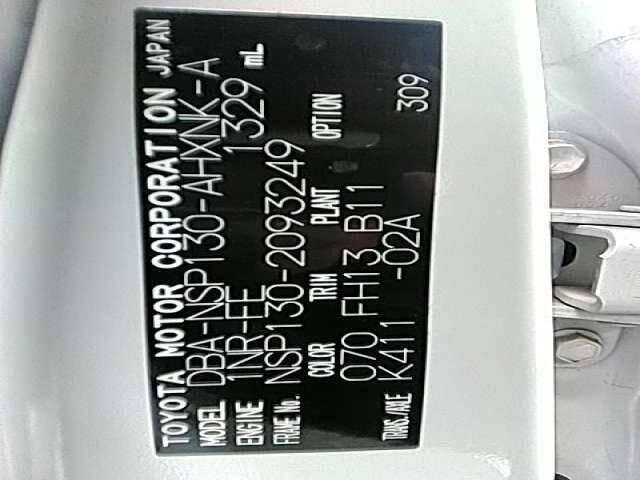 TOYOTA MOTOR CORPORATION JAPAN
MODEL DBA-NSP130-AHXNK-A
ENGINE 1NR-FE 1329 mL
FRAME No. NSP130-2093249
COLOR TRIM PLANT OPTION
070 FH13 B11
TRANS./AXLE K411 -02A 309